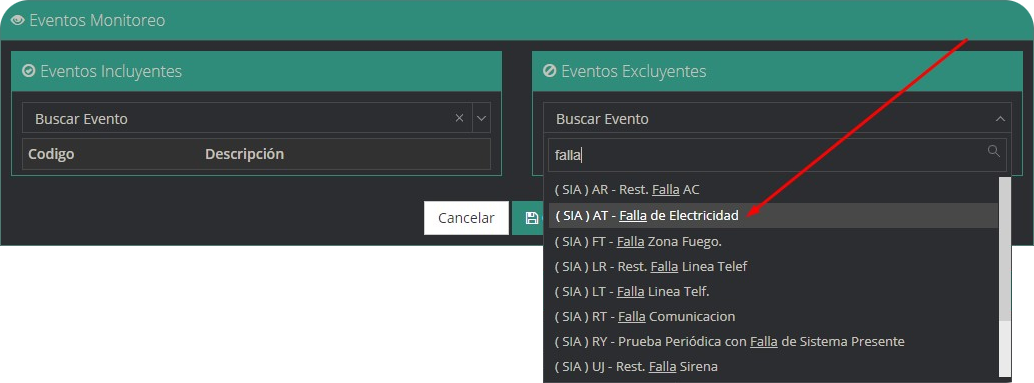 Eventos Monitoreo
Eventos Incluyentes
Buscar Evento
Codigo Descripción
Eventos Excluyentes
Buscar Evento
falla
( SIA ) AR - Rest. Falla AC
( SIA ) AT - Falla de Electricidad
( SIA ) FT - Falla Zona Fuego.
( SIA ) LR - Rest. Falla Linea Telef
( SIA ) LT - Falla Linea Telf.
( SIA ) RT - Falla Comunicacion
( SIA ) RY - Prueba Periódica con Falla de Sistema Presente
( SIA ) UJ - Rest. Falla Sirena
Cancelar